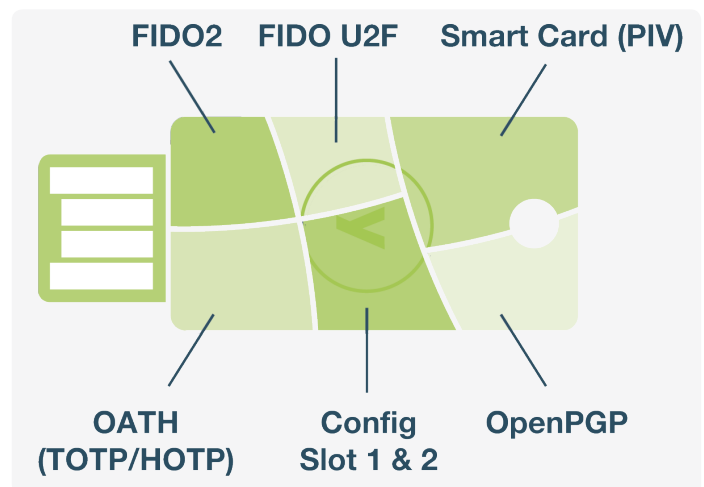 FIDO2
FIDO U2F
Smart Card (PIV)
OATH
(TOTP/HOTP)
Config
Slot 1 & 2
OpenPGP